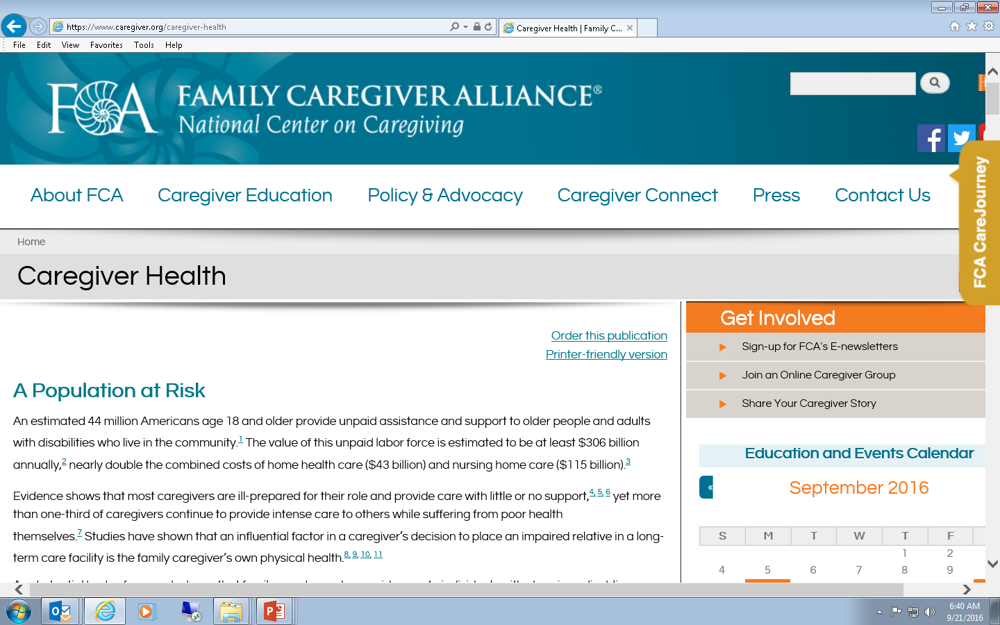 https://www.caregiver.org/caregiver-health
Caregiver Health | Family C...
File Edit View Favorites Tools Help
FCA FAMILY CAREGIVER ALLIANCE®
National Center on Caregiving
FCA CareJourney
About FCA Caregiver Education Policy & Advocacy Caregiver Connect Press Contact Us
Home
Caregiver Health
Order this publication
Printer-friendly version
A Population at Risk
An estimated 44 million Americans age 18 and older provide unpaid assistance and support to older people and adults
with disabilities who live in the community.1 The value of this unpaid labor force is estimated to be at least $306 billion
annually,2 nearly double the combined costs of home health care ($43 billion) and nursing home care ($115 billion).3
Evidence shows that most caregivers are ill-prepared for their role and provide care with little or no support,4, 5, 6 yet more
than one-third of caregivers continue to provide intense care to others while suffering from poor health
themselves.7 Studies have shown that an influential factor in a caregiver's decision to place an impaired relative in a long-
term care facility is the family caregiver's own physical health.8, 9, 10, 11
Get Involved
Sign-up for FCA's E-newsletters
Join an Online Caregiver Group
Share Your Caregiver Story
Education and Events Calendar
« September 2016
S M T W T F
1 2
4 5 6 7 8 9
6:40 AM
9/21/2016